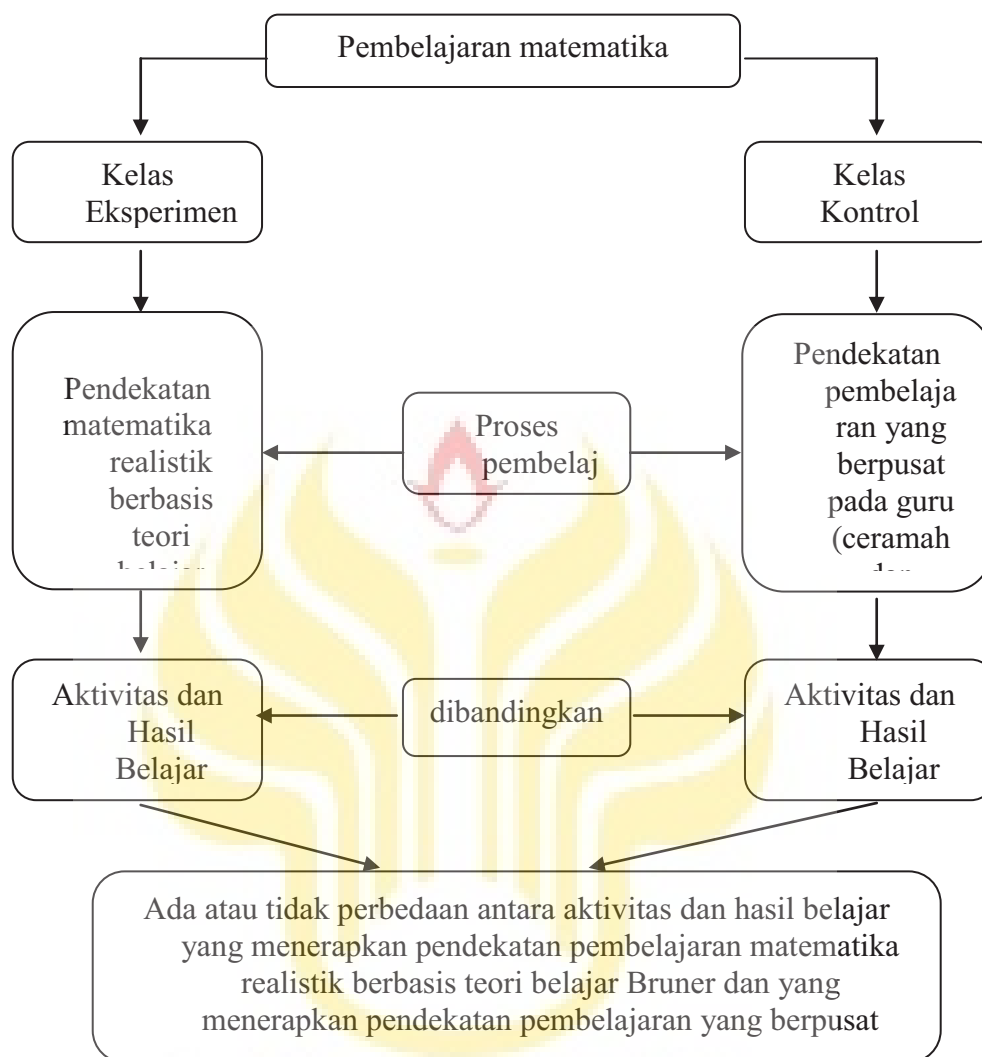 Pembelajaran matematika
Kelas
Eksperimen
Kelas
Kontrol
Pendekatan
matematika
realistik
berbasis
teori
Proses
pembelaj
Pendekatan
pembelaja
ran yang
berpusat
pada guru
(ceramah
Aktivitas dan
Hasil
Belajar
dibandingkan
Aktivitas dan
Hasil
Belajar
Ada atau tidak perbedaan antara aktivitas dan hasil belajar
yang menerapkan pendekatan pembelajaran matematika
realistik berbasis teori belajar Bruner dan yang
menerapkan pendekatan pembelajaran yang berpusat